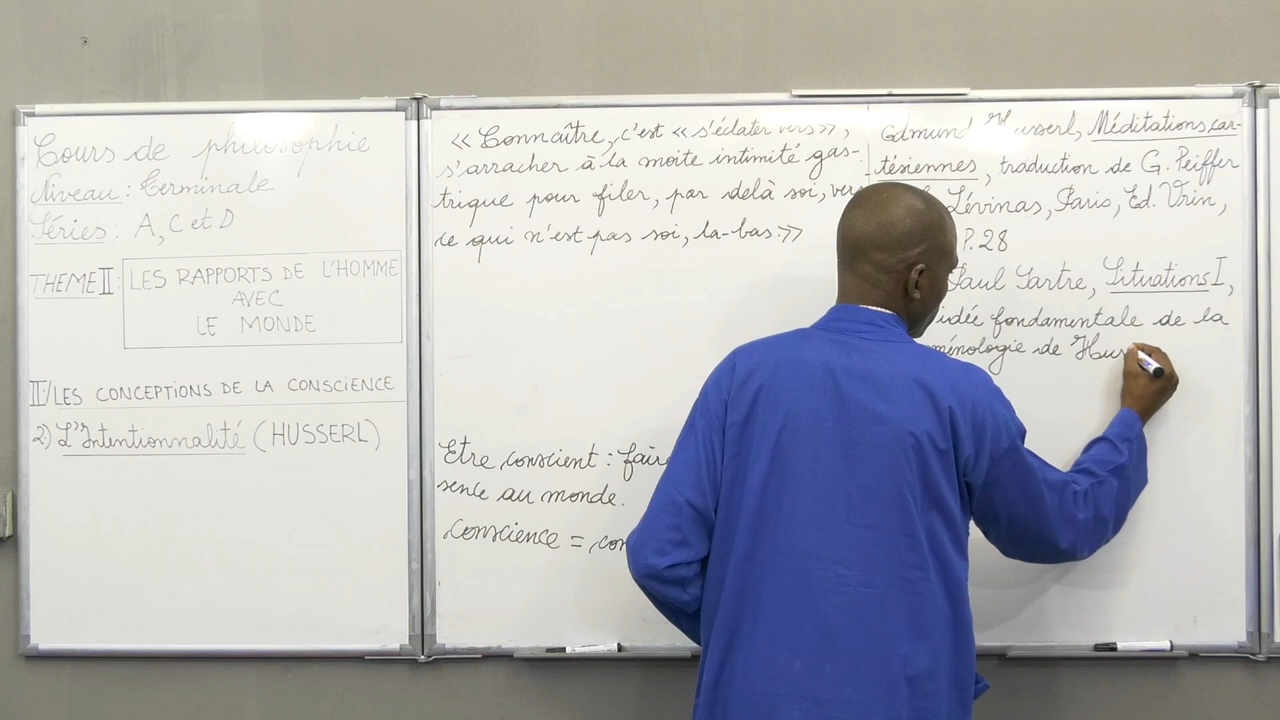 Cours de philosophie
Niveau : Terminale
Séries : A, C et D
THEME II : LES RAPPORTS DE L'HOMME
AVEC
LE MONDE
II°/ LES CONCEPTIONS DE LA CONSCIENCE
2°) L'Intentionnalité (HUSSERL)
« Connaître, c'est « s'éclater vers »,
s'arracher à la moite intimité gas-
trique pour filer, par delà soi, vers
ce qui n'est pas soi, la-bas. »
Etre conscient : faire
sence au monde.
conscience =
Edmund Husserl, Méditations car-
tésiennes, traduction de G. Peiffer
Lévinas, Paris, Ed. Vrin,
P. 28
Paul Sartre, Situations I,
idée fondamentale de la
ménologie de Hus